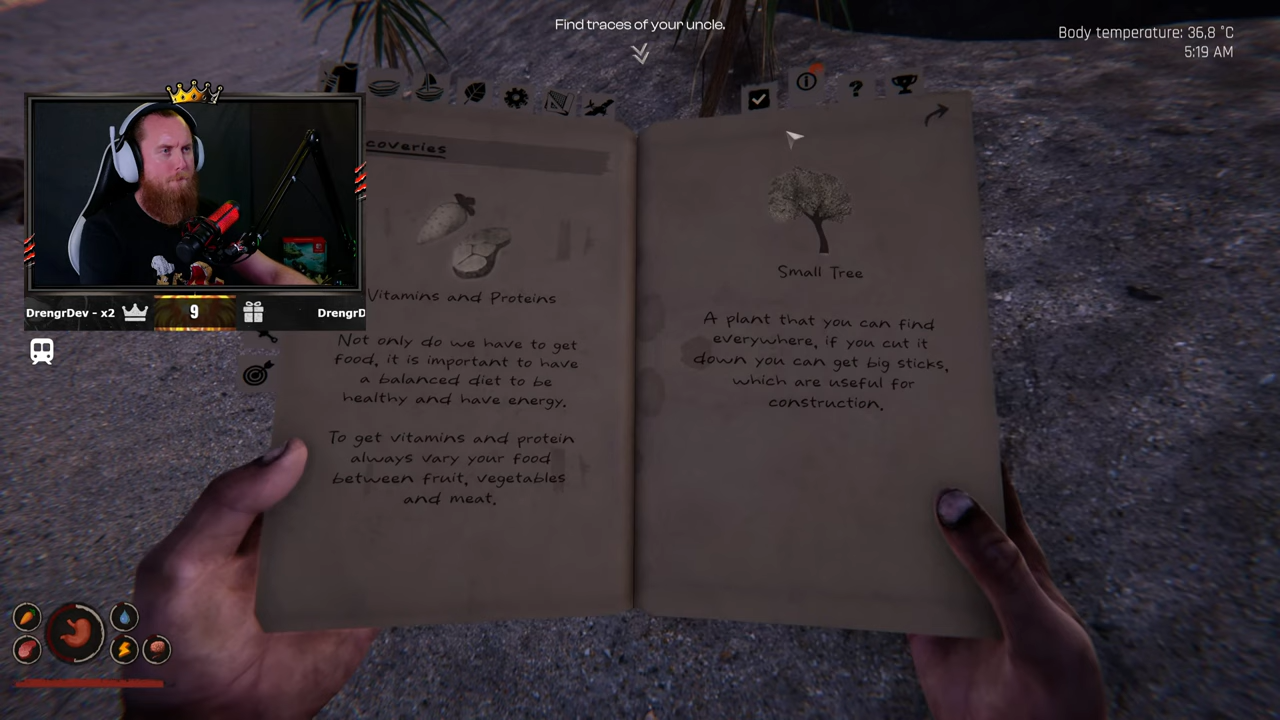 Find traces of your uncle.
Body temperature: 36,8 °C
5:19 AM
coveries
Vitamins and Proteins
Not only do we have to get
food, it is important to have
a balanced diet to be
healthy and have energy.
To get vitamins and protein
always vary your food
between fruit, vegetables
and meat.
Small Tree
A plant that you can find
everywhere, if you cut it
down you can get big sticks,
which are useful for
construction.
DrengrDev - x2
9
DrengrD